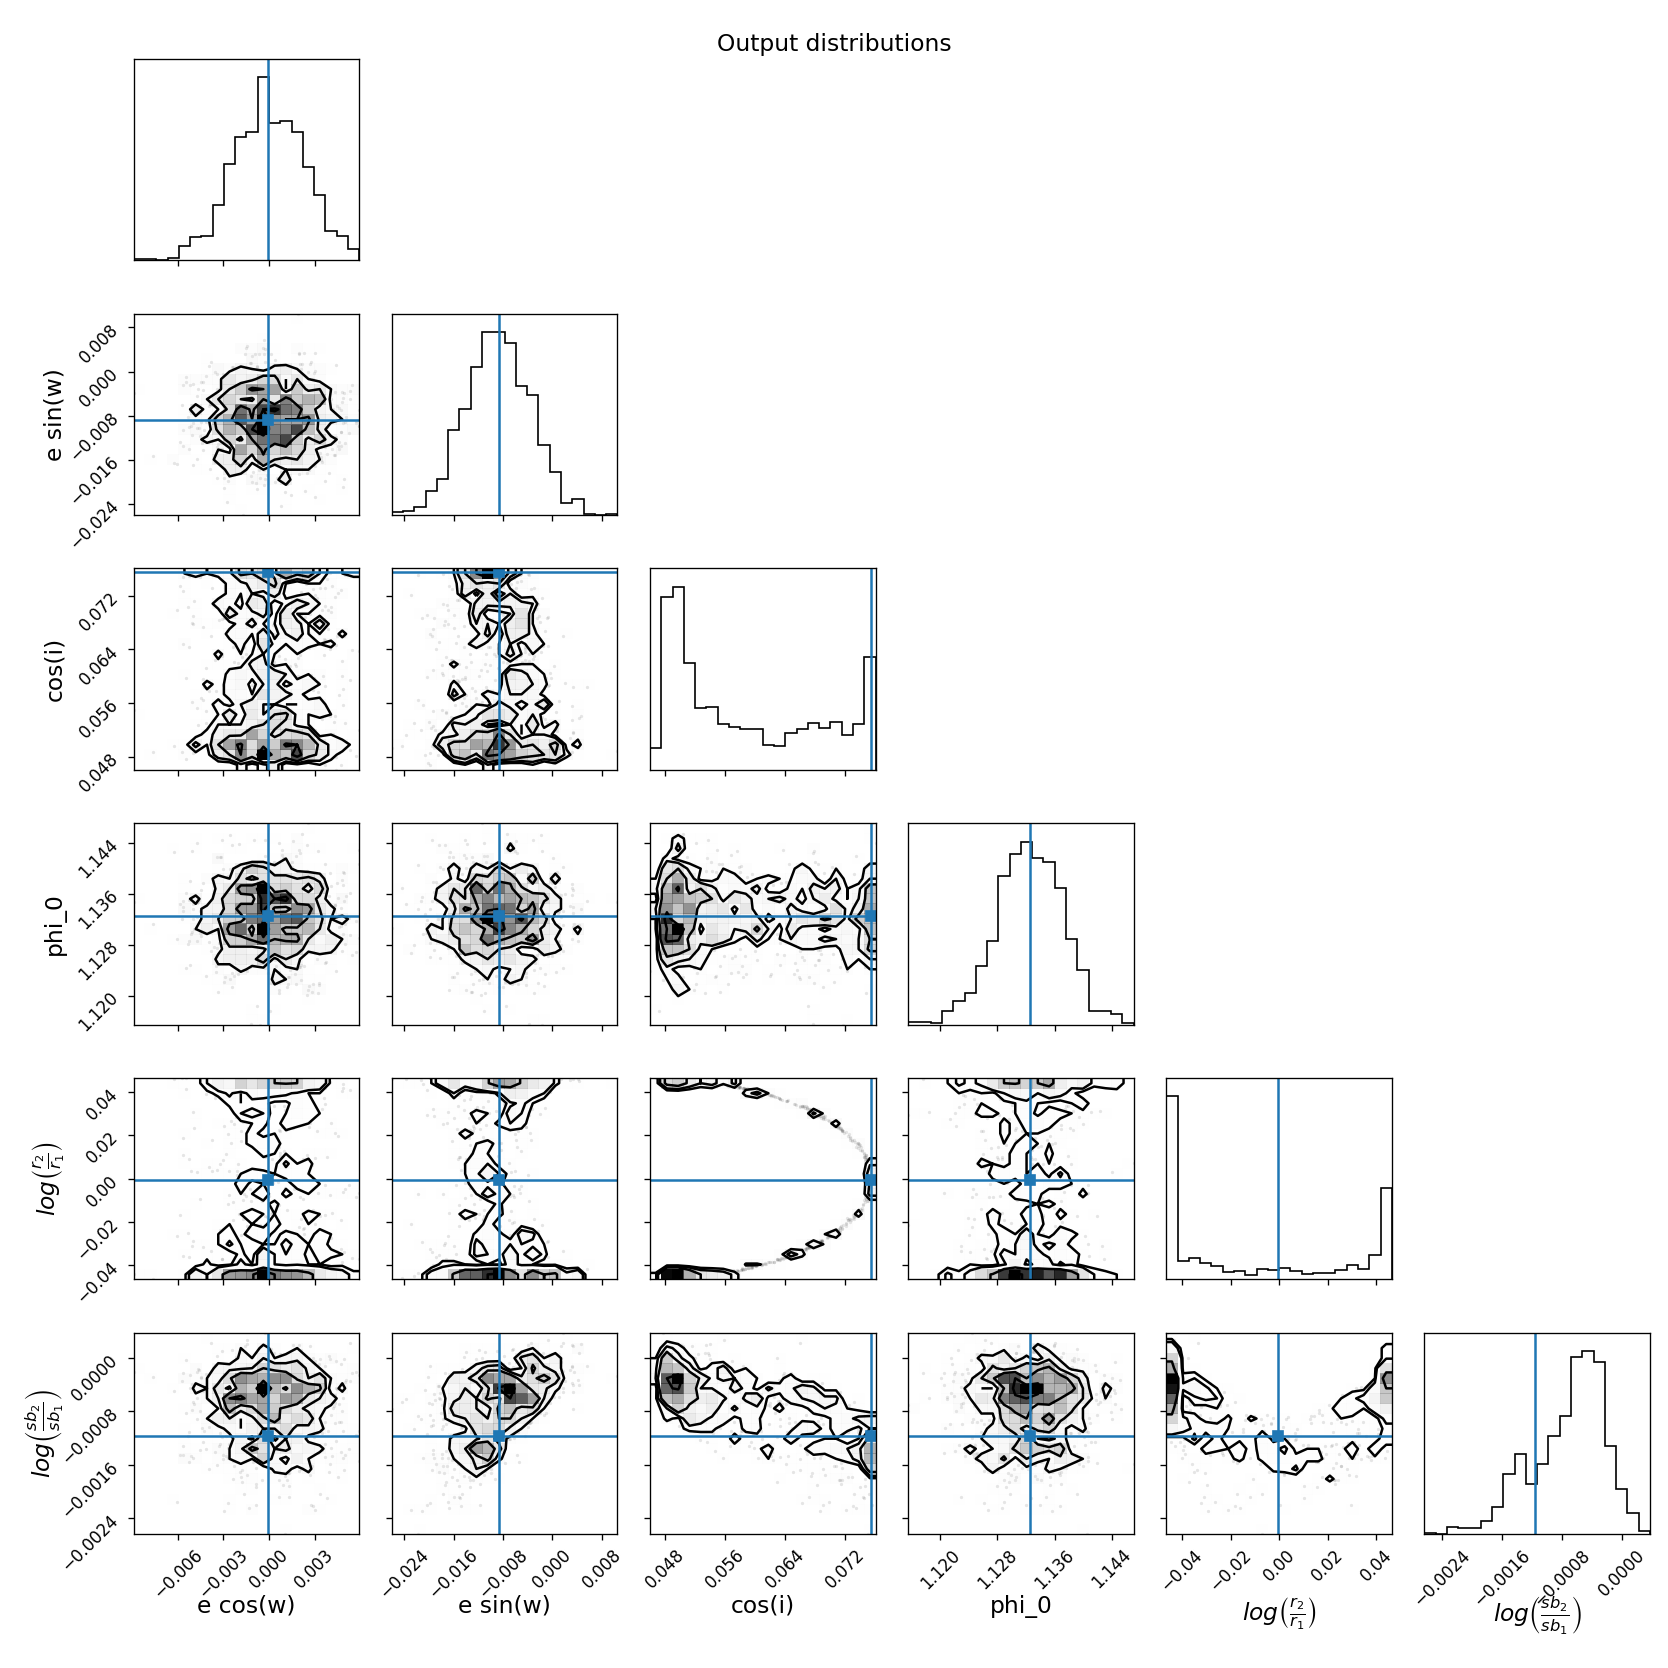 Output distributions
e sin(w)
0.008
0.000
−0.008
−0.016
−0.024
cos(i)
0.072
0.064
0.056
0.048
phi_0
1.144
1.136
1.128
1.120
log(r2/r1)
0.04
0.02
0.00
−0.02
−0.04
log(sb2/sb1)
0.0000
−0.0008
−0.0016
−0.0024
−0.006 −0.003 0.000 0.003
−0.024 −0.016 −0.008 0.000 0.008
0.048 0.056 0.064 0.072
1.120 1.128 1.136 1.144
−0.04 −0.02 0.00 0.02 0.04
−0.0024 −0.0016 −0.0008 0.0000
e cos(w) e sin(w) cos(i) phi_0 log(r2/r1) log(sb2/sb1)